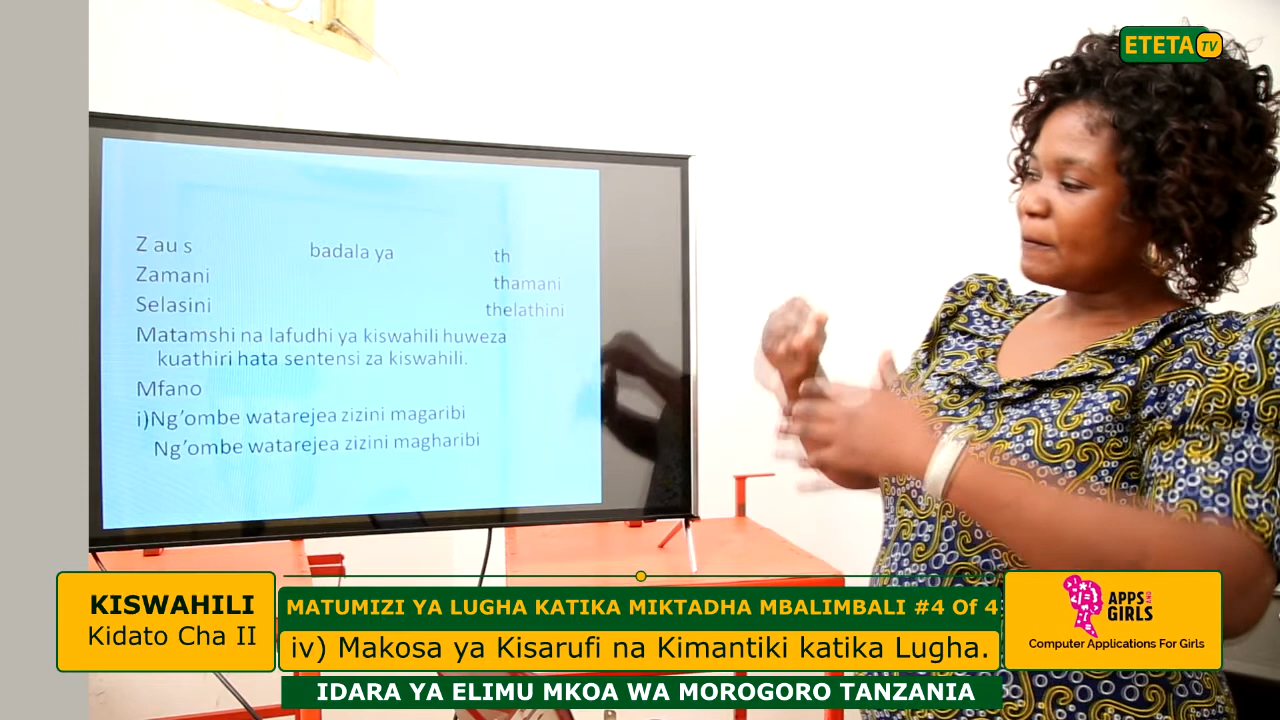 ETETA TV
Z au s badala ya th
Zamani thamani
Selasini thelathini
Matamshi na lafudhi ya kiswahili huweza
kuathiri hata sentensi za kiswahili.
Mfano
i)Ng'ombe watarejea zizini magaribi
Ng'ombe watarejea zizini magharibi
KISWAHILI
Kidato Cha II
MATUMIZI YA LUGHA KATIKA MIKTADHA MBALIMBALI #4 Of 4
iv) Makosa ya Kisarufi na Kimantiki katika Lugha.
IDARA YA ELIMU MKOA WA MOROGORO TANZANIA
APPS AND
GIRLS
Computer Applications For Girls